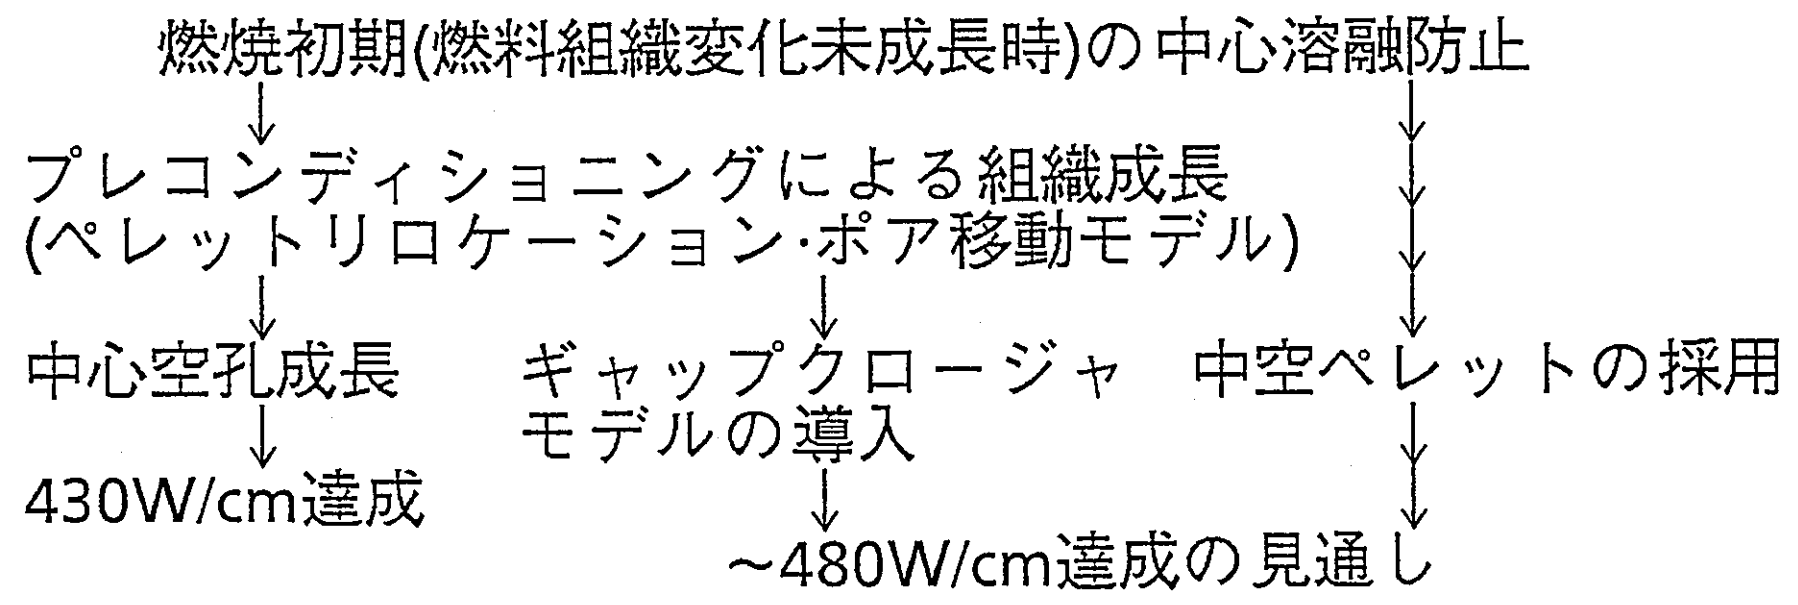 燃焼初期(燃料組織変化未成長時)の中心溶融防止
プレコンディショニングによる組織成長
(ペレットリロケーション·ポア移動モデル)
中心空孔成長
ギャップクロージャ
モデルの導入
中空ペレットの採用
430W/cm達成
～480W/cm達成の見通し